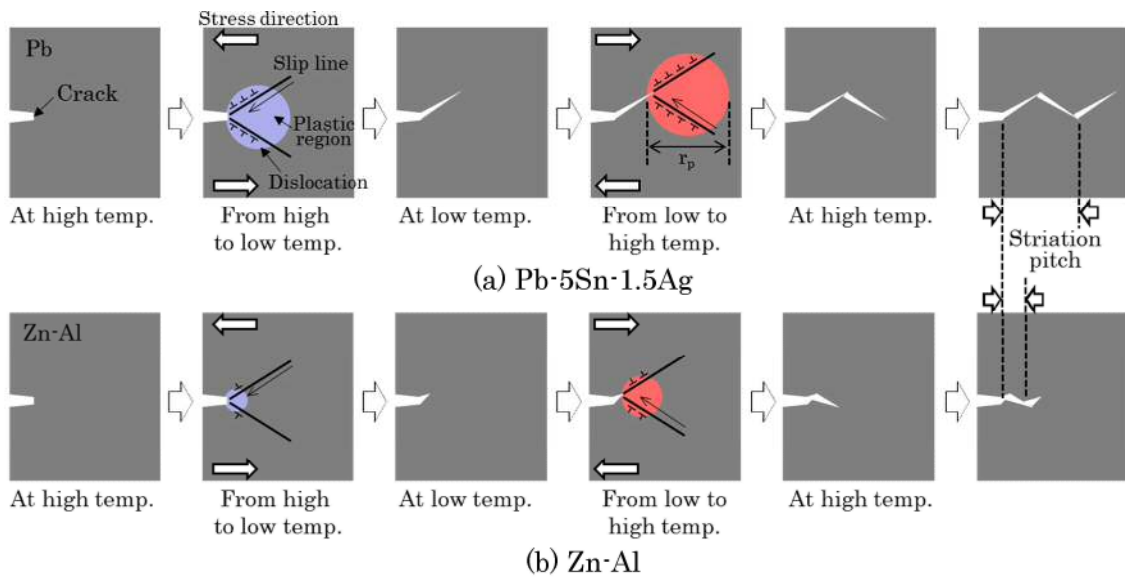 Stress direction
Pb
Slip line
Crack
Plastic
region
Dislocation
rp
At high temp.
From high
to low temp.
At low temp.
From low to
high temp.
At high temp.
Striation
pitch
(a) Pb-5Sn-1.5Ag
Zn-Al
At high temp.
From high
to low temp.
At low temp.
From low to
high temp.
At high temp.
(b) Zn-Al